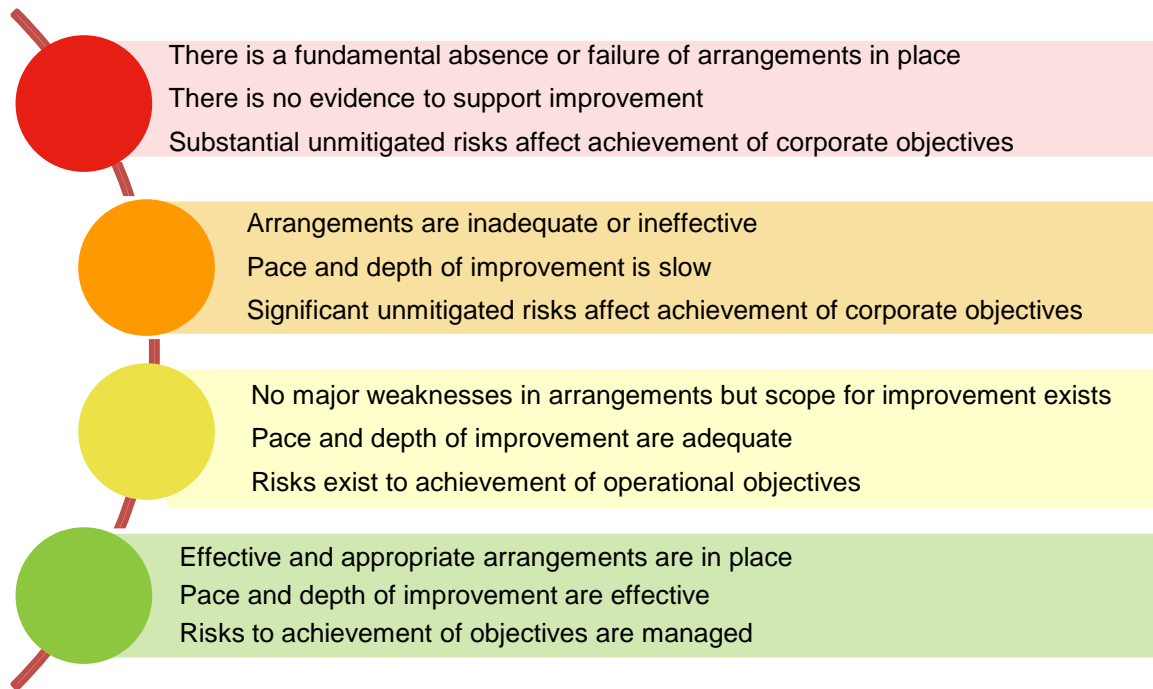 There is a fundamental absence or failure of arrangements in place
There is no evidence to support improvement
Substantial unmitigated risks affect achievement of corporate objectives
Arrangements are inadequate or ineffective
Pace and depth of improvement is slow
Significant unmitigated risks affect achievement of corporate objectives
No major weaknesses in arrangements but scope for improvement exists
Pace and depth of improvement are adequate
Risks exist to achievement of operational objectives
Effective and appropriate arrangements are in place
Pace and depth of improvement are effective
Risks to achievement of objectives are managed